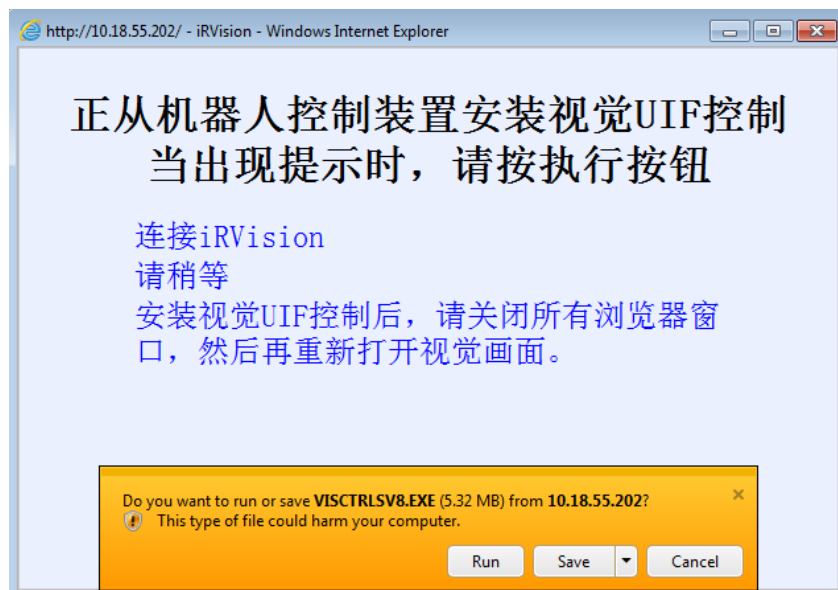 http://10.18.55.202/ - iRVision - Windows Internet Explorer
正从机器人控制装置安装视觉UIF控制
当出现提示时，请按执行按钮
连接iRVision
请稍等
安装视觉UIF控制后，请关闭所有浏览器窗
口，然后再重新打开视觉画面。
Do you want to run or save VISCTRLSV8.EXE (5.32 MB) from 10.18.55.202?
This type of file could harm your computer.
Run Save Cancel